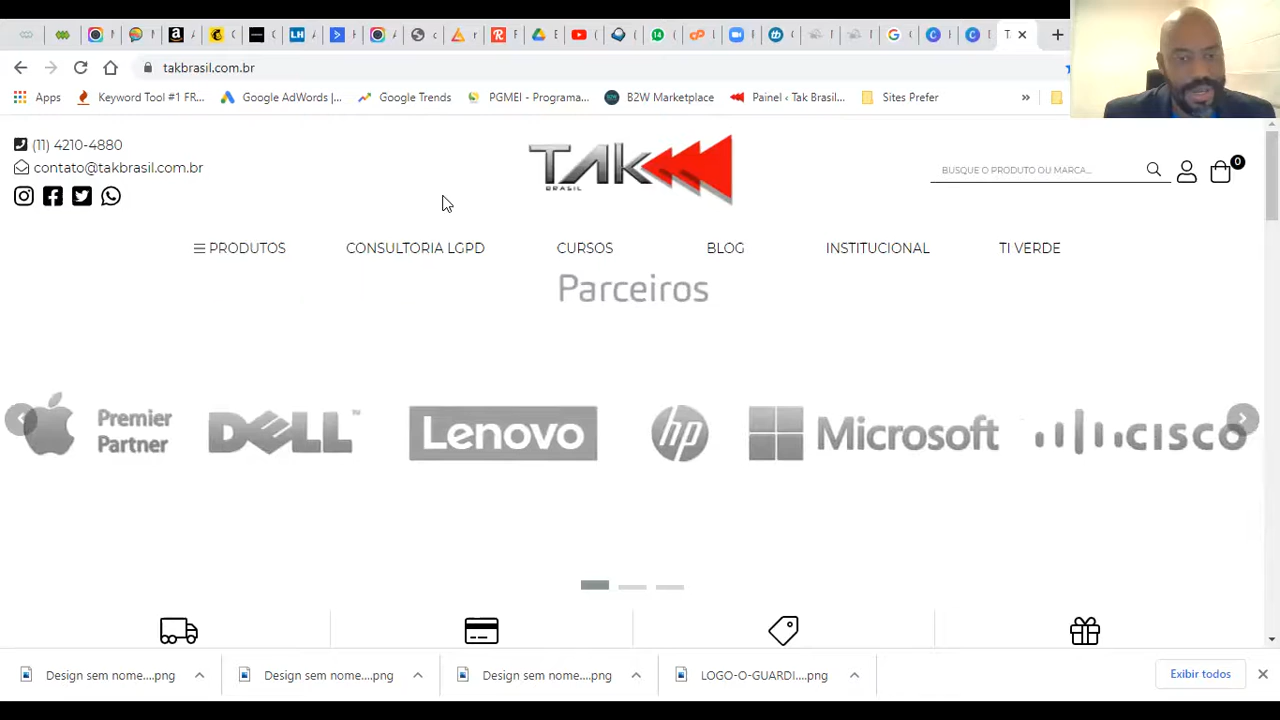 takbrasil.com.br
Apps
Keyword Tool #1 FR...
Google AdWords |...
Google Trends
PGMEI - Programa...
B2W Marketplace
Painel ‹ Tak Brasil...
Sites Prefer
»
(11) 4210-4880
contato@takbrasil.com.br
TAK
BRASIL
BUSQUE O PRODUTO OU MARCA...
0
PRODUTOS
CONSULTORIA LGPD
CURSOS
BLOG
INSTITUCIONAL
TI VERDE
Parceiros
Premier
Partner
DELL™
Lenovo
hp
Microsoft
CISCO
Design sem nome....png
Design sem nome....png
Design sem nome....png
LOGO-O-GUARDI....png
Exibir todos